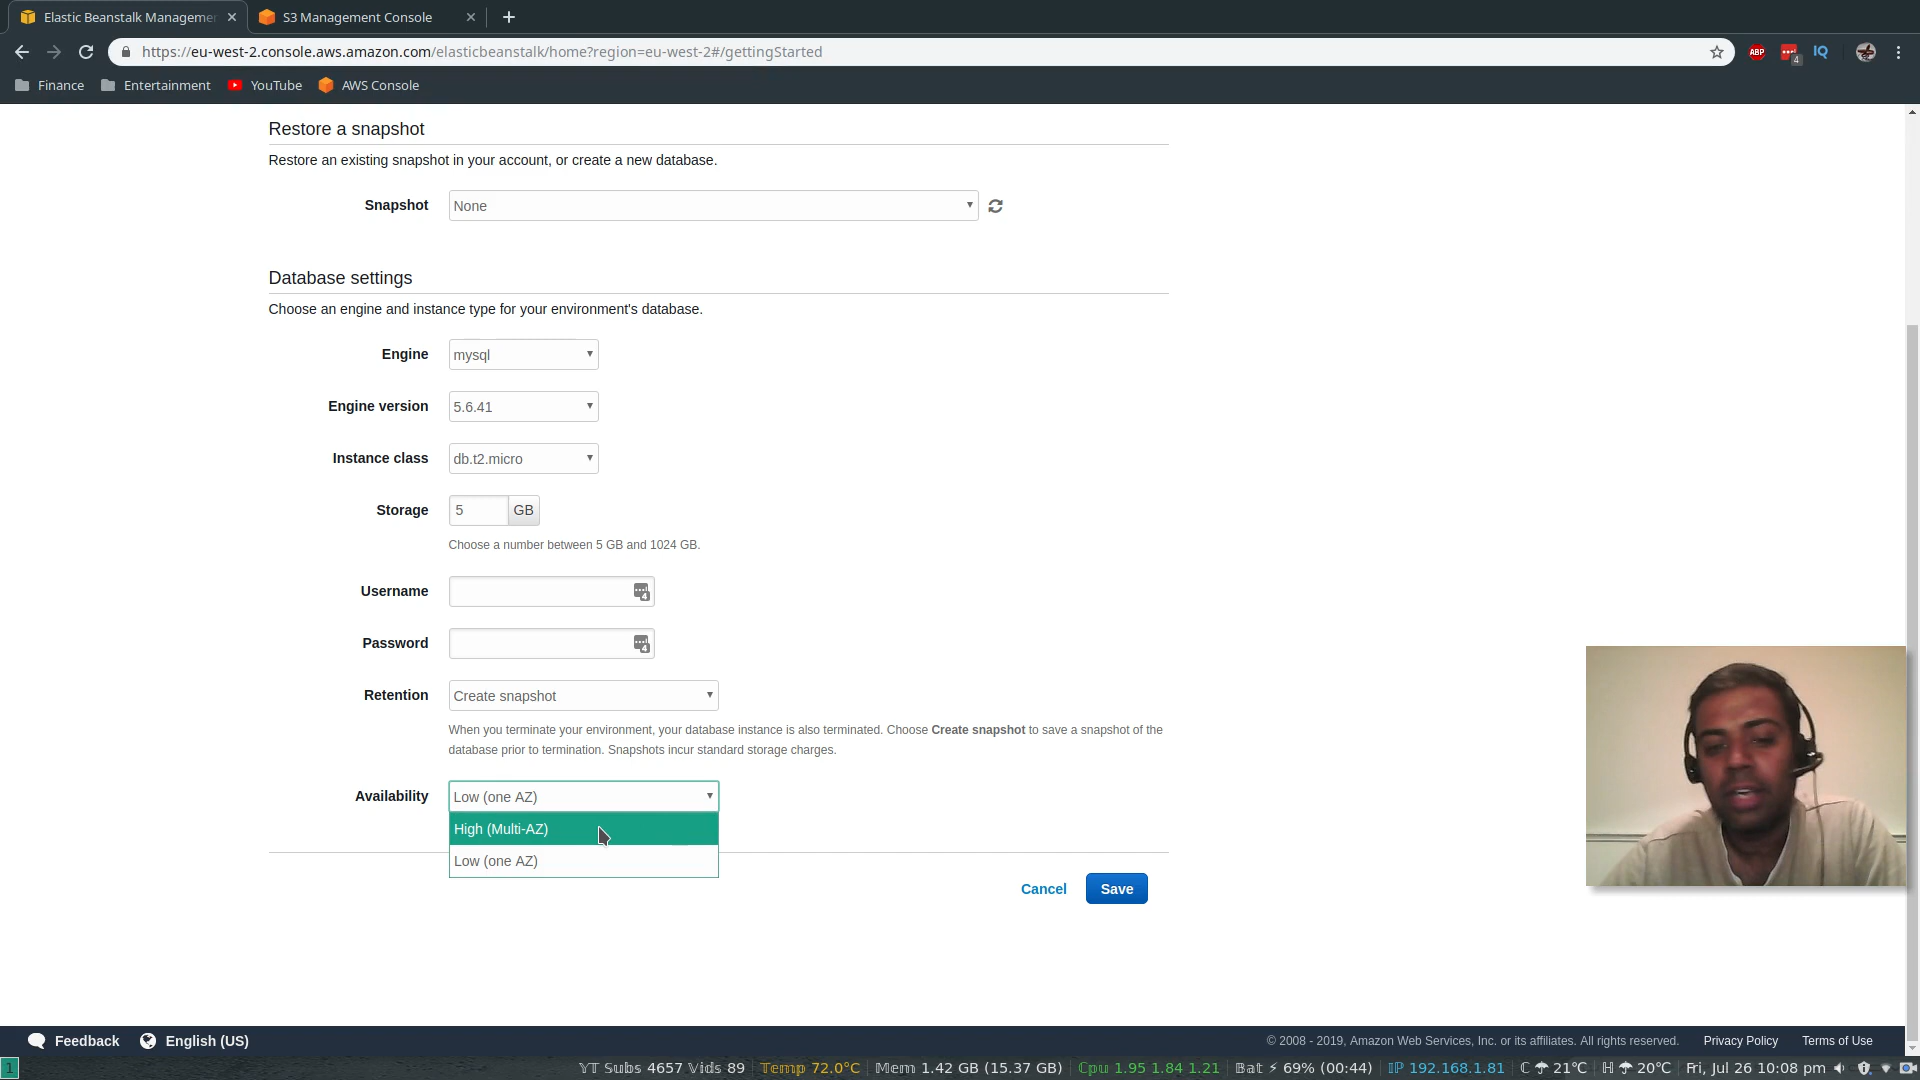 Elastic Beanstalk Managemen
S3 Management Console
https://eu-west-2.console.aws.amazon.com/elasticbeanstalk/home?region=eu-west-2#/gettingStarted
ABP
4
IQ
Finance
Entertainment
YouTube
AWS Console
Restore a snapshot
Restore an existing snapshot in your account, or create a new database.
Snapshot
None
Database settings
Choose an engine and instance type for your environment's database.
Engine
mysql
Engine version
5.6.41
Instance class
db.t2.micro
Storage
5 GB
Choose a number between 5 GB and 1024 GB.
Username
4
Password
4
Retention
Create snapshot
When you terminate your environment, your database instance is also terminated. Choose Create snapshot to save a snapshot of the
database prior to termination. Snapshots incur standard storage charges.
Availability
Low (one AZ)
High (Multi-AZ)
Low (one AZ)
Cancel
Save
Feedback
English (US)
© 2008 - 2019, Amazon Web Services, Inc. or its affiliates. All rights reserved.
Privacy Policy
Terms of Use
1
YT Subs 4657 Vids 89
Temp 72.0°C
Mem 1.42 GB (15.37 GB)
Cpu 1.95 1.84 1.21
Bat ⚡ 69% (00:44)
IP 192.168.1.81
C ☂ 21°C
H ☂ 20°C
Fri, Jul 26 10:08 pm